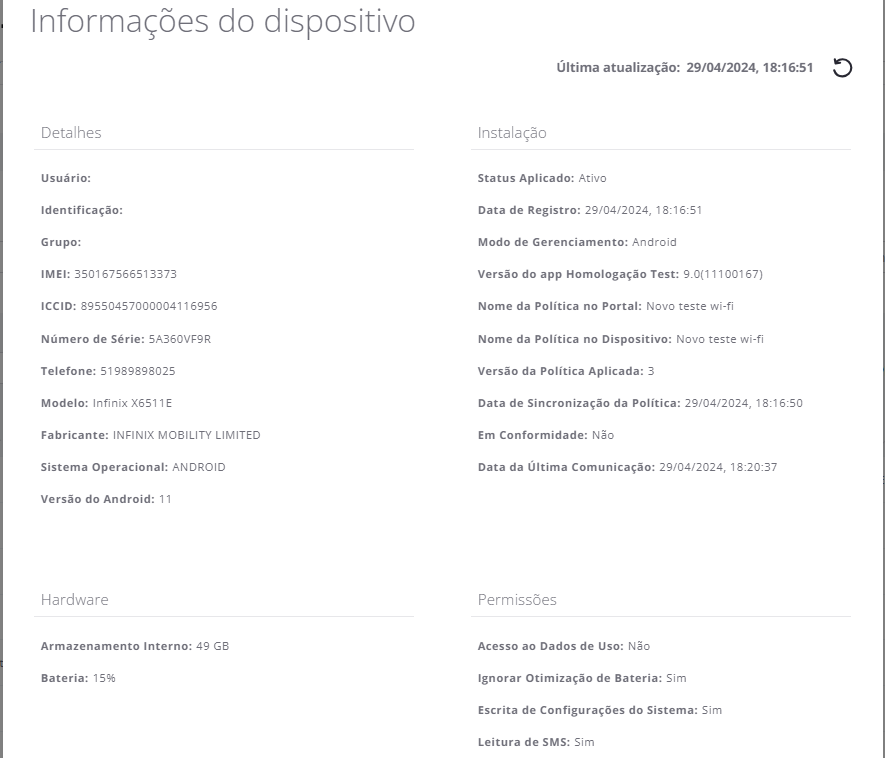 Informações do dispositivo
Última atualização: 29/04/2024, 18:16:51
Detalhes
Usuário:
Identificação:
Grupo:
IMEI: 350167566513373
ICCID: 89550457000004116956
Número de Série: 5A360VF9R
Telefone: 51989898025
Modelo: Infinix X6511E
Fabricante: INFINIX MOBILITY LIMITED
Sistema Operacional: ANDROID
Versão do Android: 11
Instalação
Status Aplicado: Ativo
Data de Registro: 29/04/2024, 18:16:51
Modo de Gerenciamento: Android
Versão do app Homologação Test: 9.0(11100167)
Nome da Política no Portal: Novo teste wi-fi
Nome da Política no Dispositivo: Novo teste wi-fi
Versão da Política Aplicada: 3
Data de Sincronização da Política: 29/04/2024, 18:16:50
Em Conformidade: Não
Data da Última Comunicação: 29/04/2024, 18:20:37
Hardware
Armazenamento Interno: 49 GB
Bateria: 15%
Permissões
Acesso ao Dados de Uso: Não
Ignorar Otimização de Bateria: Sim
Escrita de Configurações do Sistema: Sim
Leitura de SMS: Sim